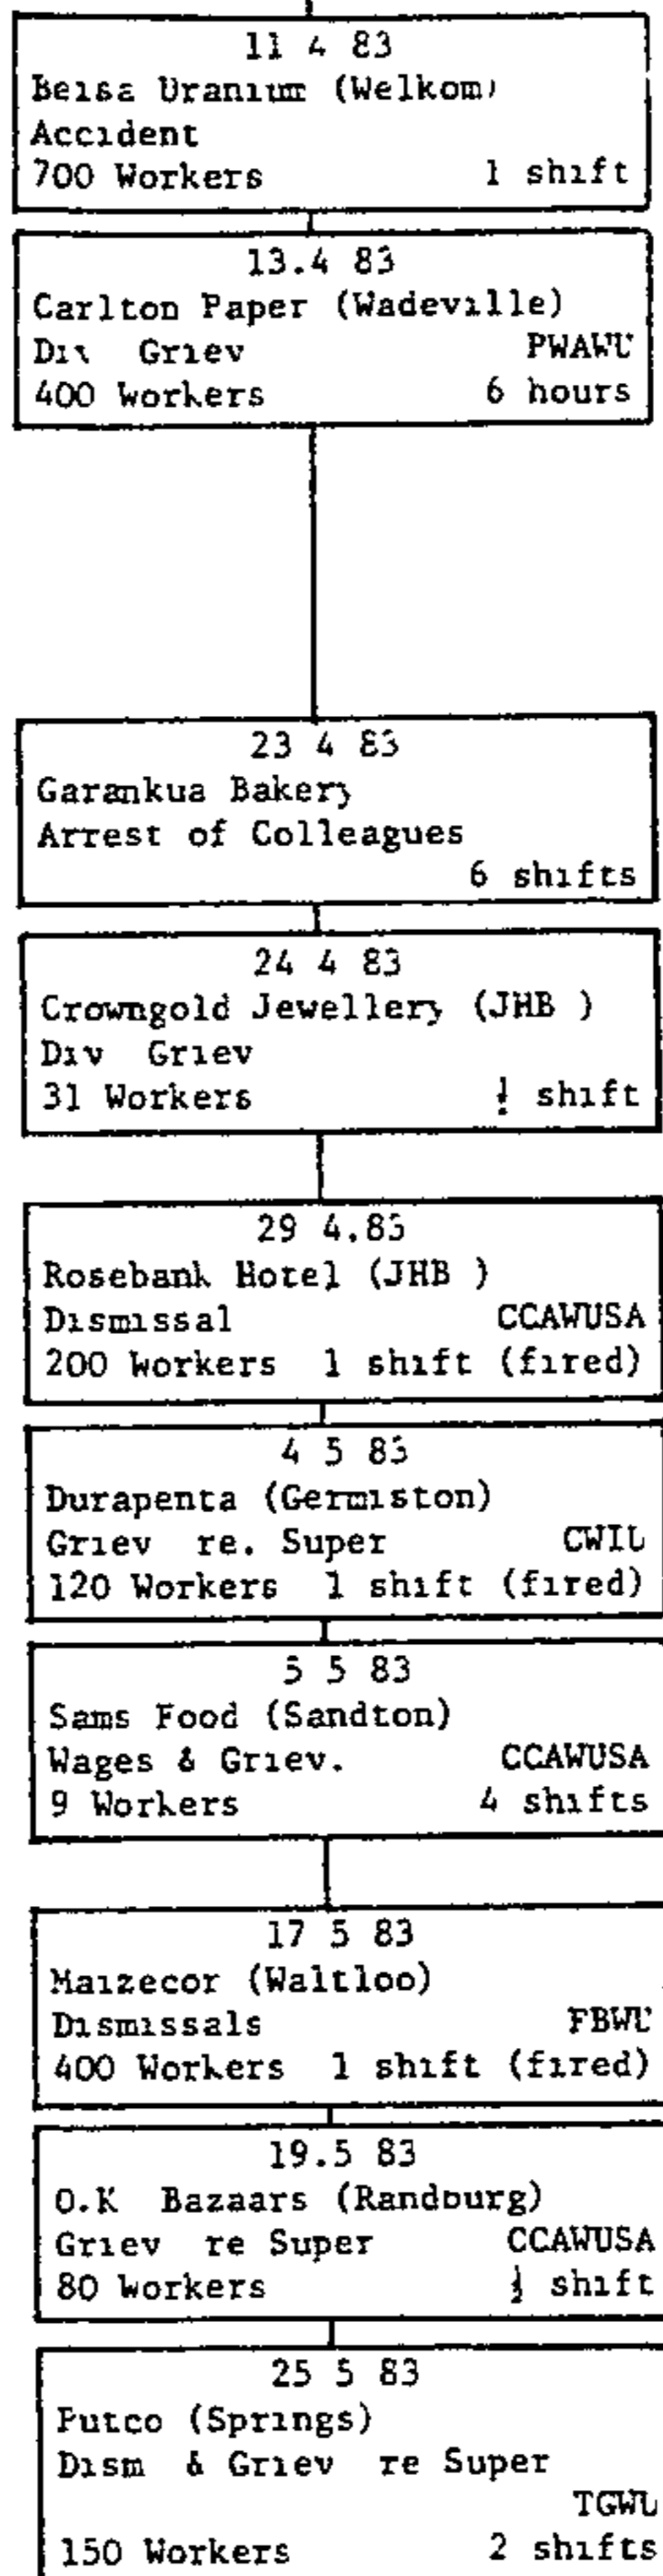 11 4 83
Beisa Uranium (Welkom)
Accident
700 Workers 1 shift
13.4 83
Carlton Paper (Wadeville)
Div Griev PWAWU
400 Workers 6 hours
23 4 83
Garankua Bakery
Arrest of Colleagues
6 shifts
24 4 83
Crowngold Jewellery (JHB )
Div Griev
31 Workers ½ shift
29 4.83
Rosebank Hotel (JHB )
Dismissal CCAWUSA
200 Workers 1 shift (fired)
4 5 83
Durapenta (Germiston)
Griev re. Super CWIU
120 Workers 1 shift (fired)
5 5 83
Sams Food (Sandton)
Wages & Griev. CCAWUSA
9 Workers 4 shifts
17 5 83
Maizecor (Waltloo)
Dismissals FBWU
400 Workers 1 shift (fired)
19.5 83
O.K Bazaars (Randburg)
Griev re Super CCAWUSA
80 Workers ½ shift
25 5 83
Putco (Springs)
Dism & Griev re Super
TGWU
150 Workers 2 shifts